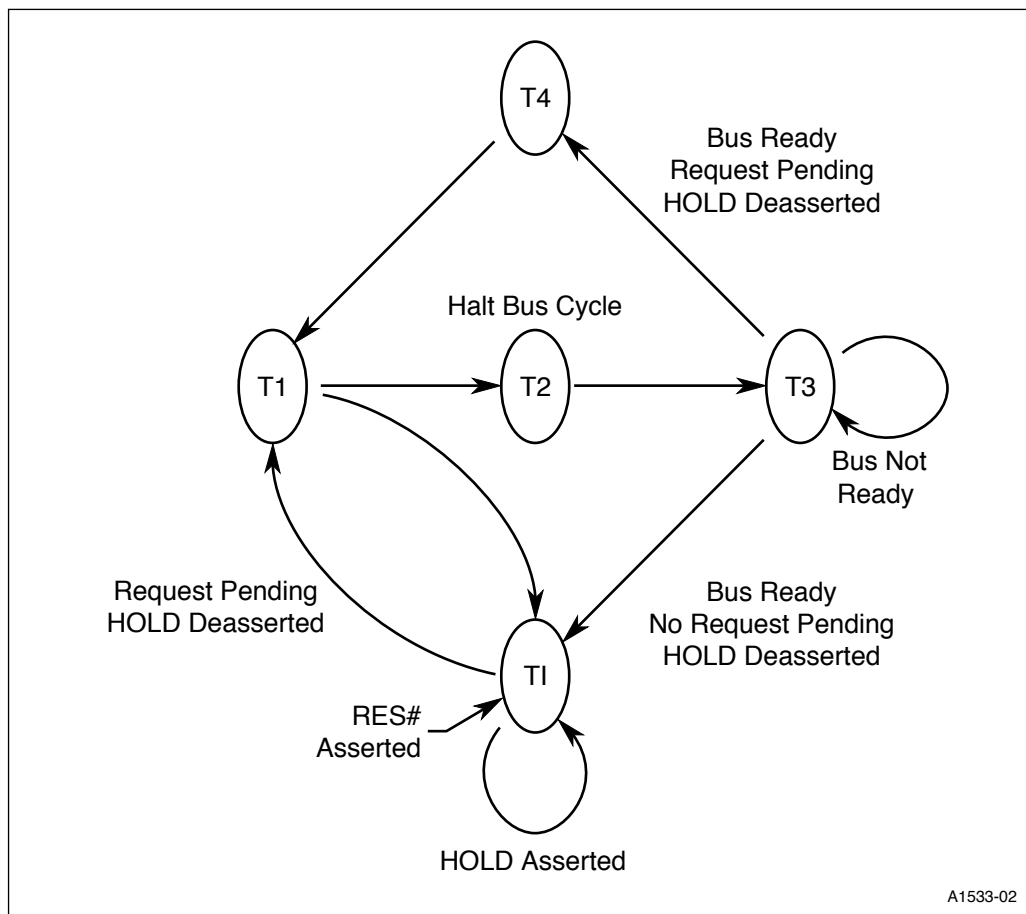 T4
Bus Ready
Request Pending
HOLD Deasserted
Halt Bus Cycle
T1
T2
T3
Bus Not
Ready
Request Pending
HOLD Deasserted
Bus Ready
No Request Pending
HOLD Deasserted
TI
RES#
Asserted
HOLD Asserted
A1533-02